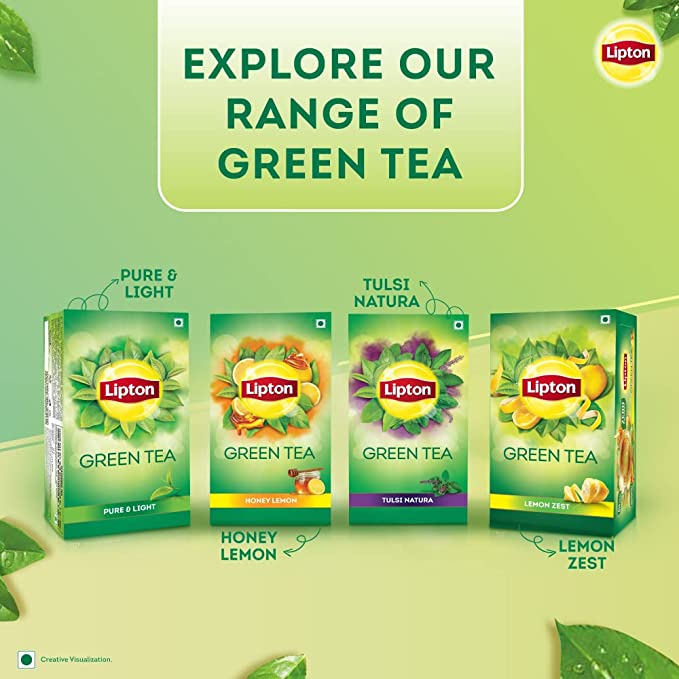 EXPLORE OUR
RANGE OF
GREEN TEA
Lipton
PURE &
LIGHT
TULSI
NATURA
Lipton
GREEN TEA
PURE & LIGHT
Lipton
GREEN TEA
HONEY LEMON
Lipton
GREEN TEA
TULSI NATURA
Lipton
GREEN TEA
LEMON ZEST
Lipton
HONEY
LEMON
LEMON
ZEST
Creative Visualization.